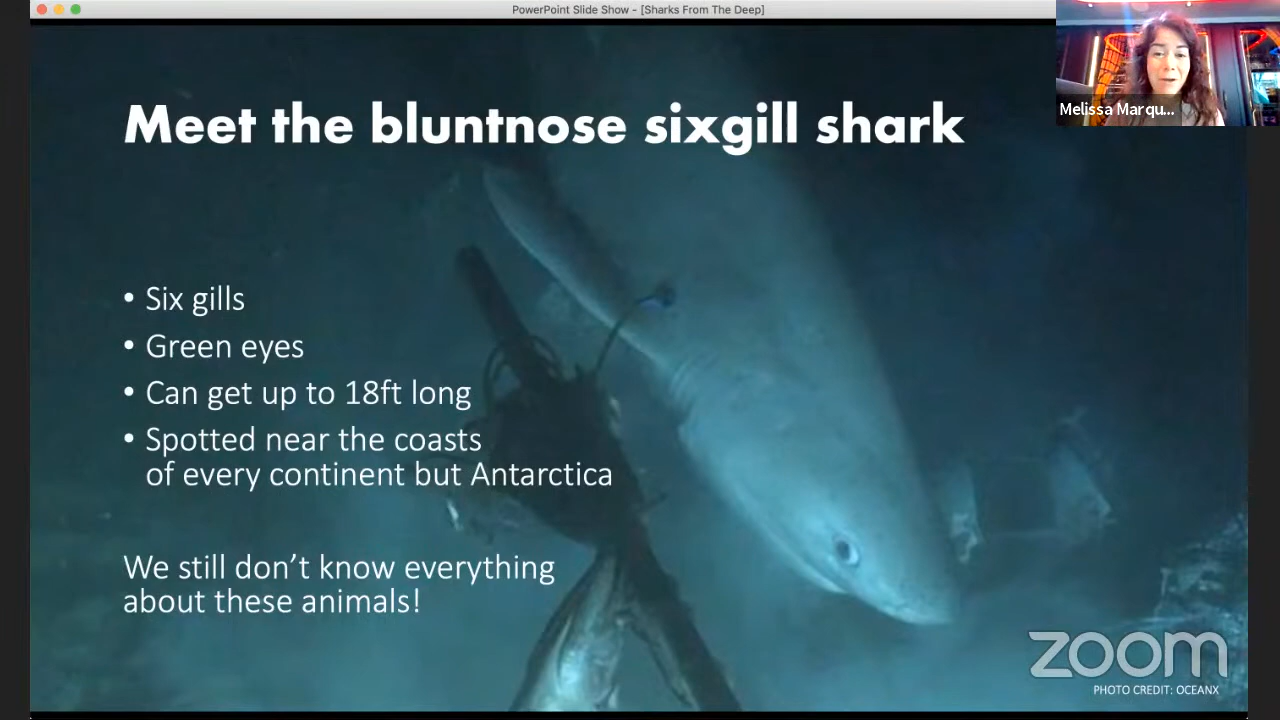 PowerPoint Slide Show - [Sharks From The Deep]
Melissa Marqu...
Meet the bluntnose sixgill shark
• Six gills
• Green eyes
• Can get up to 18ft long
• Spotted near the coasts
of every continent but Antarctica
We still don’t know everything
about these animals!
zoom
PHOTO CREDIT: OCEANX